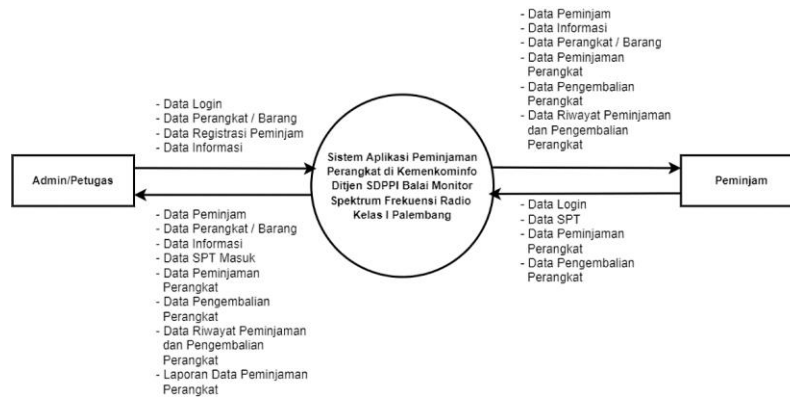 - Data Peminjam
- Data Informasi
- Data Perangkat / Barang
- Data Peminjaman
Perangkat
- Data Pengembalian
Perangkat
- Data Riwayat Peminjaman
dan Pengembalian
Perangkat
- Data Login
- Data Perangkat / Barang
- Data Registrasi Peminjam
- Data Informasi
Admin/Petugas
Sistem Aplikasi Peminjaman
Perangkat di Kemenkominfo
Ditjen SDPPI Balai Monitor
Spektrum Frekuensi Radio
Kelas I Palembang
Peminjam
- Data Peminjam
- Data Perangkat / Barang
- Data Informasi
- Data SPT Masuk
- Data Peminjaman
Perangkat
- Data Pengembalian
Perangkat
- Data Riwayat Peminjaman
dan Pengembalian
Perangkat
- Laporan Data Peminjaman
Perangkat
- Data Login
- Data SPT
- Data Peminjaman
Perangkat
- Data Pengembalian
Perangkat